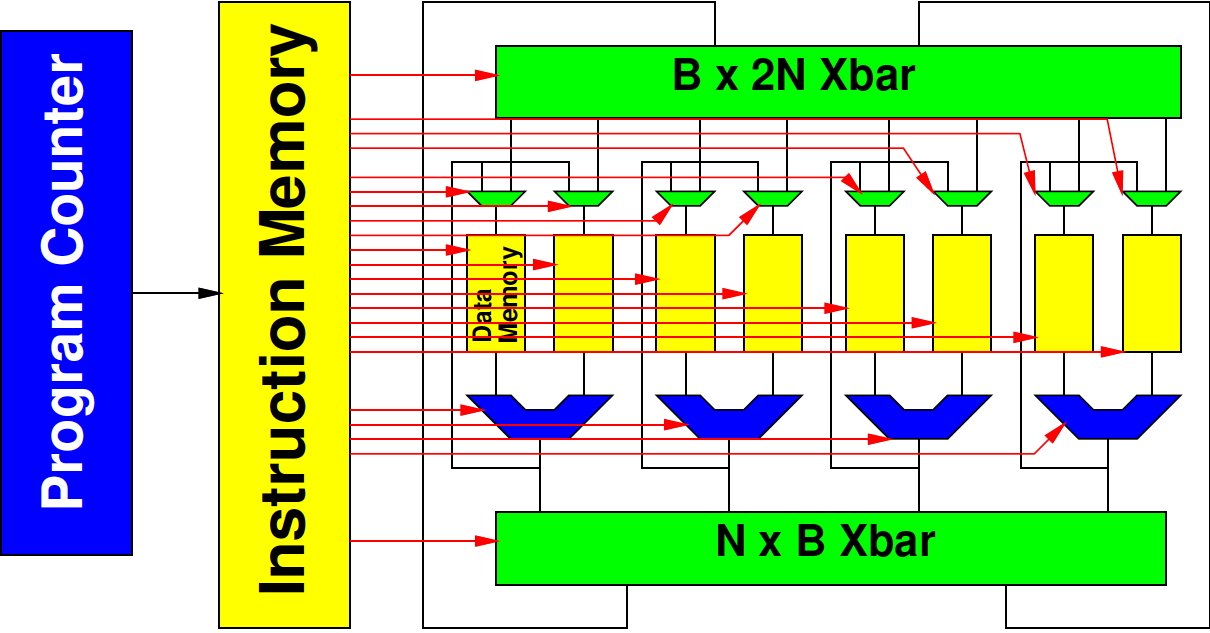 Program Counter
Instruction Memory
B x 2N Xbar
Data
Memory
N x B Xbar